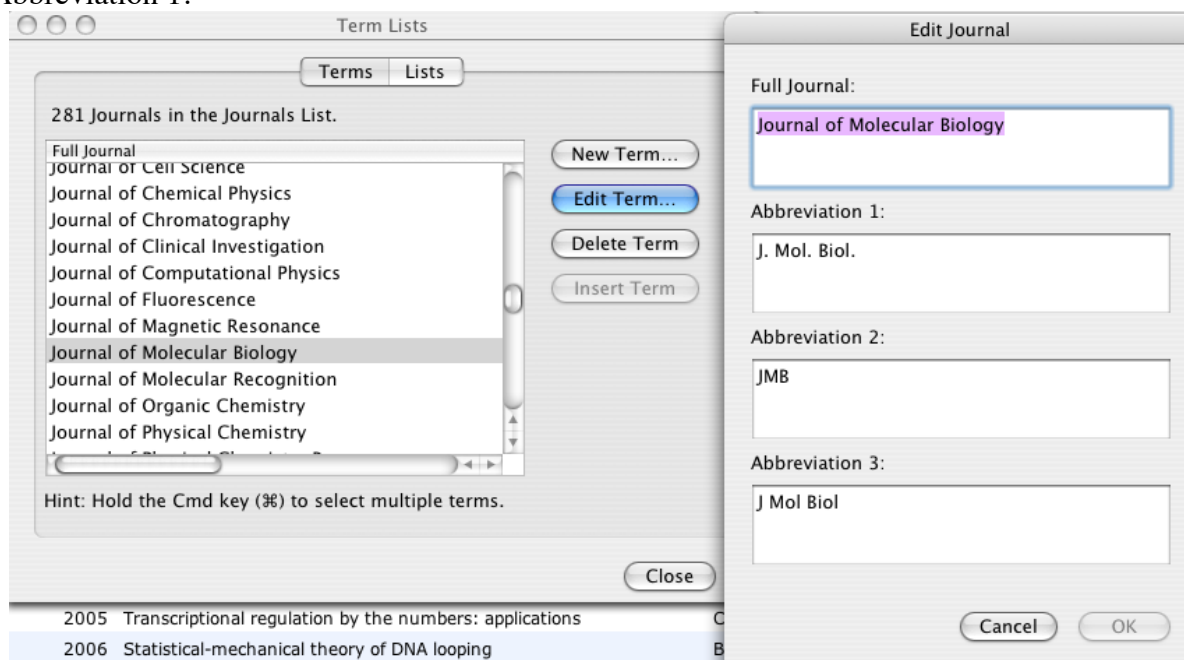 Abbreviation 1:
Term Lists
Terms Lists
281 Journals in the Journals List.
Full Journal
Journal of Cell Science
Journal of Chemical Physics
Journal of Chromatography
Journal of Clinical Investigation
Journal of Computational Physics
Journal of Fluorescence
Journal of Magnetic Resonance
Journal of Molecular Biology
Journal of Molecular Recognition
Journal of Organic Chemistry
Journal of Physical Chemistry
New Term...
Edit Term...
Delete Term
Insert Term
Hint: Hold the Cmd key (⌘) to select multiple terms.
Close
2005 Transcriptional regulation by the numbers: applications C
2006 Statistical-mechanical theory of DNA looping B
Edit Journal
Full Journal:
Journal of Molecular Biology
Abbreviation 1:
J. Mol. Biol.
Abbreviation 2:
JMB
Abbreviation 3:
J Mol Biol
Cancel OK